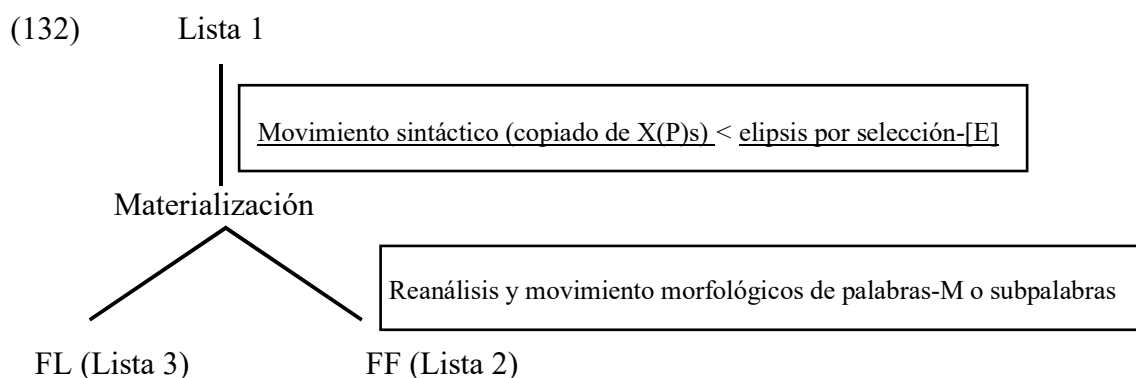 (132) Lista 1
Movimiento sintáctico (copiado de X(P)s) < elipsis por selección-[E]
Materialización
Reanálisis y movimiento morfológicos de palabras-M o subpalabras
FL (Lista 3) FF (Lista 2)